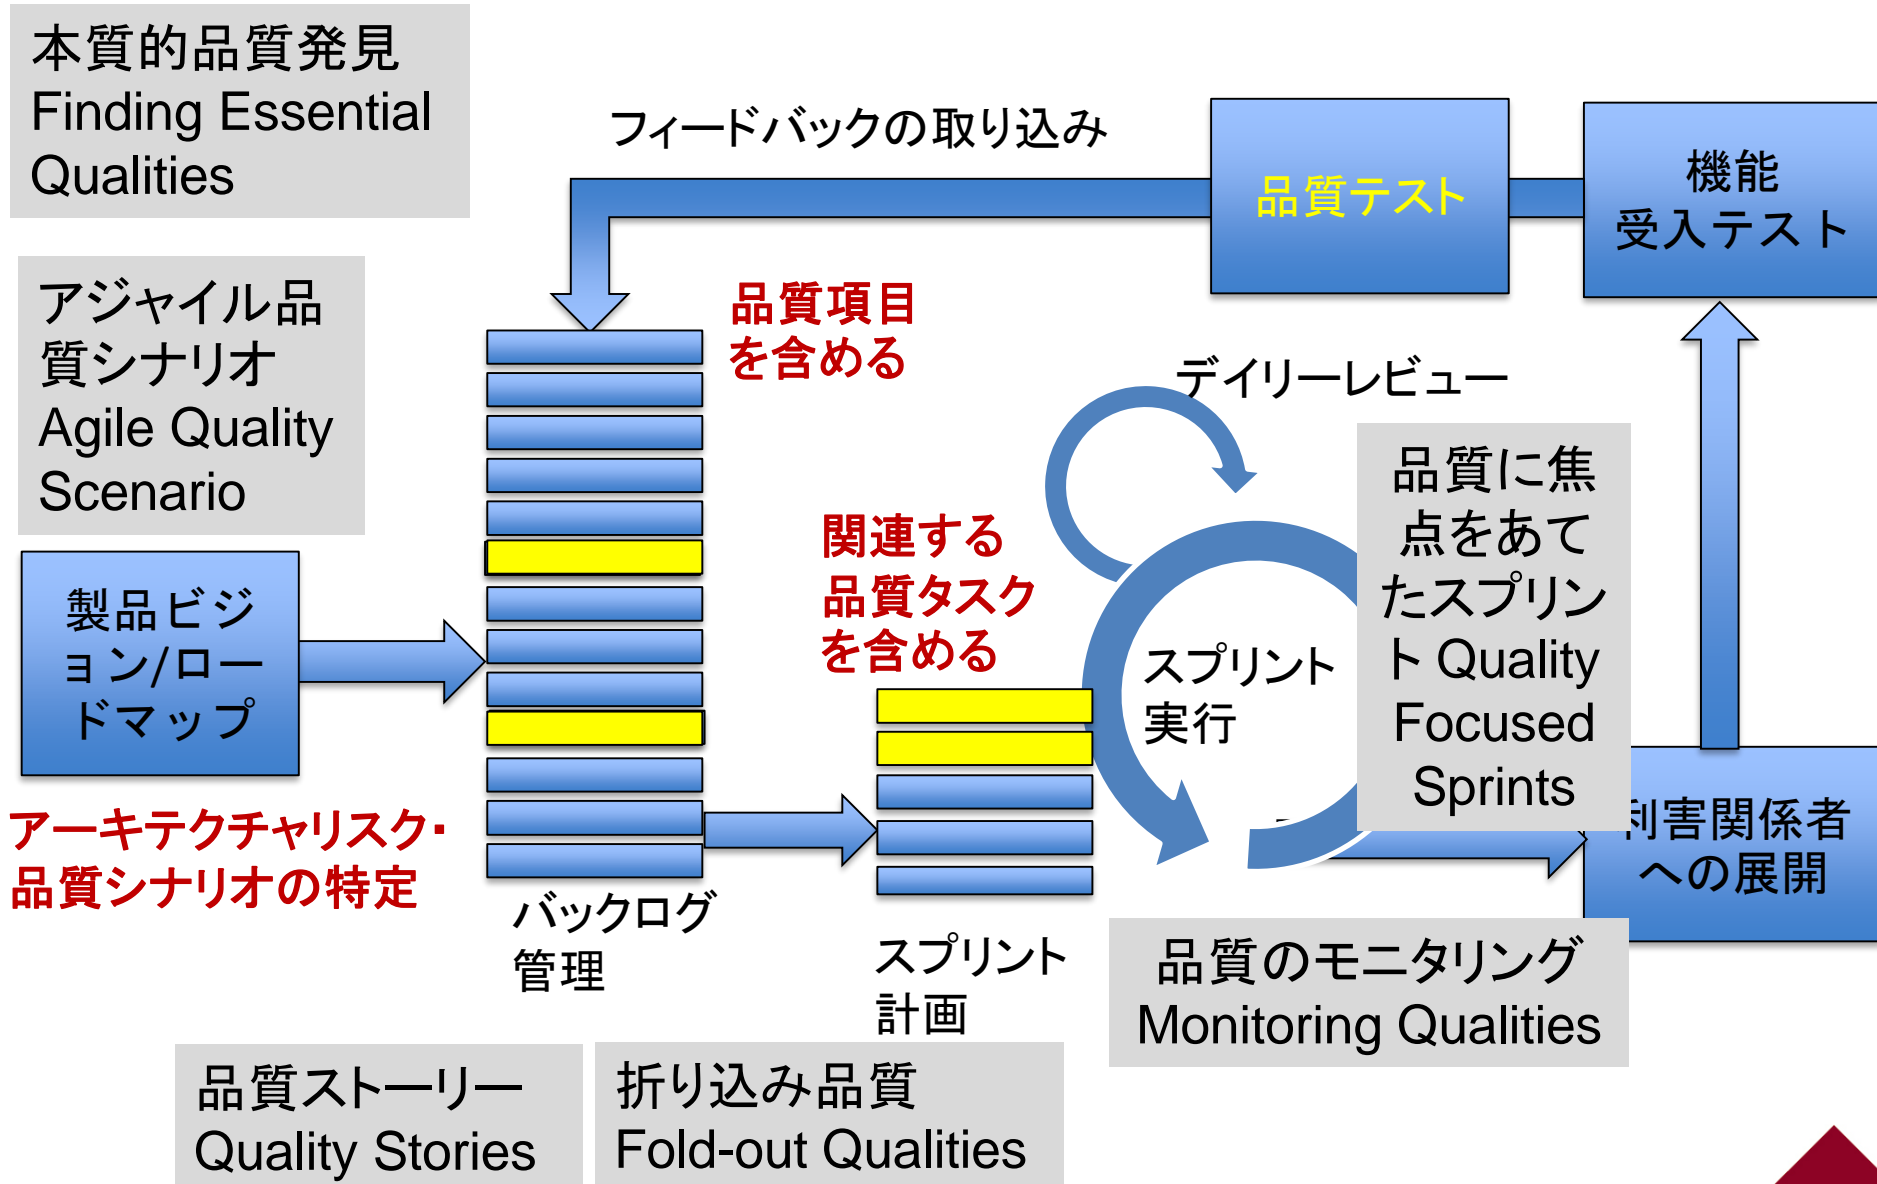 本質的品質発見
Finding Essential
Qualities
フィードバックの取り込み
品質テスト
機能
受入テスト
アジャイル品
質シナリオ
Agile Quality
Scenario
品質項目
を含める
デイリーレビュー
品質に焦
点をあて
たスプリン
ト Quality
Focused
Sprints
関連する
品質タスク
を含める
製品ビジ
ョン/ロー
ドマップ
スプリント
実行
アーキテクチャリスク・
品質シナリオの特定
利害関係者
への展開
バックログ
管理
スプリント
計画
品質のモニタリング
Monitoring Qualities
品質ストーリー
Quality Stories
折り込み品質
Fold-out Qualities